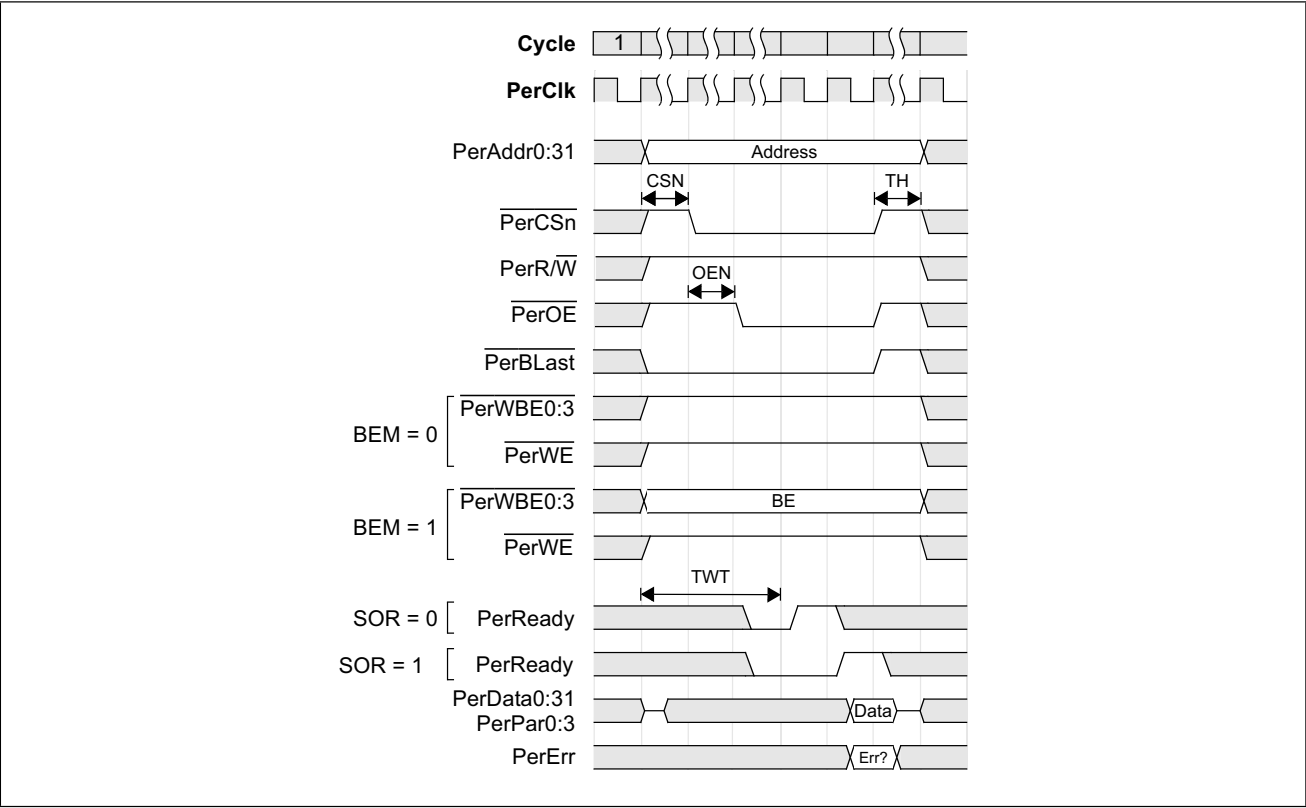 Cycle 1
PerClk
PerAddr0:31 Address
CSN TH
PerCSn
PerR/W
OEN
PerOE
PerBLast
BEM = 0
PerWBE0:3
PerWE
BEM = 1
PerWBE0:3 BE
PerWE
TWT
SOR = 0 PerReady
SOR = 1 PerReady
PerData0:31
PerPar0:3 Data
PerErr Err?